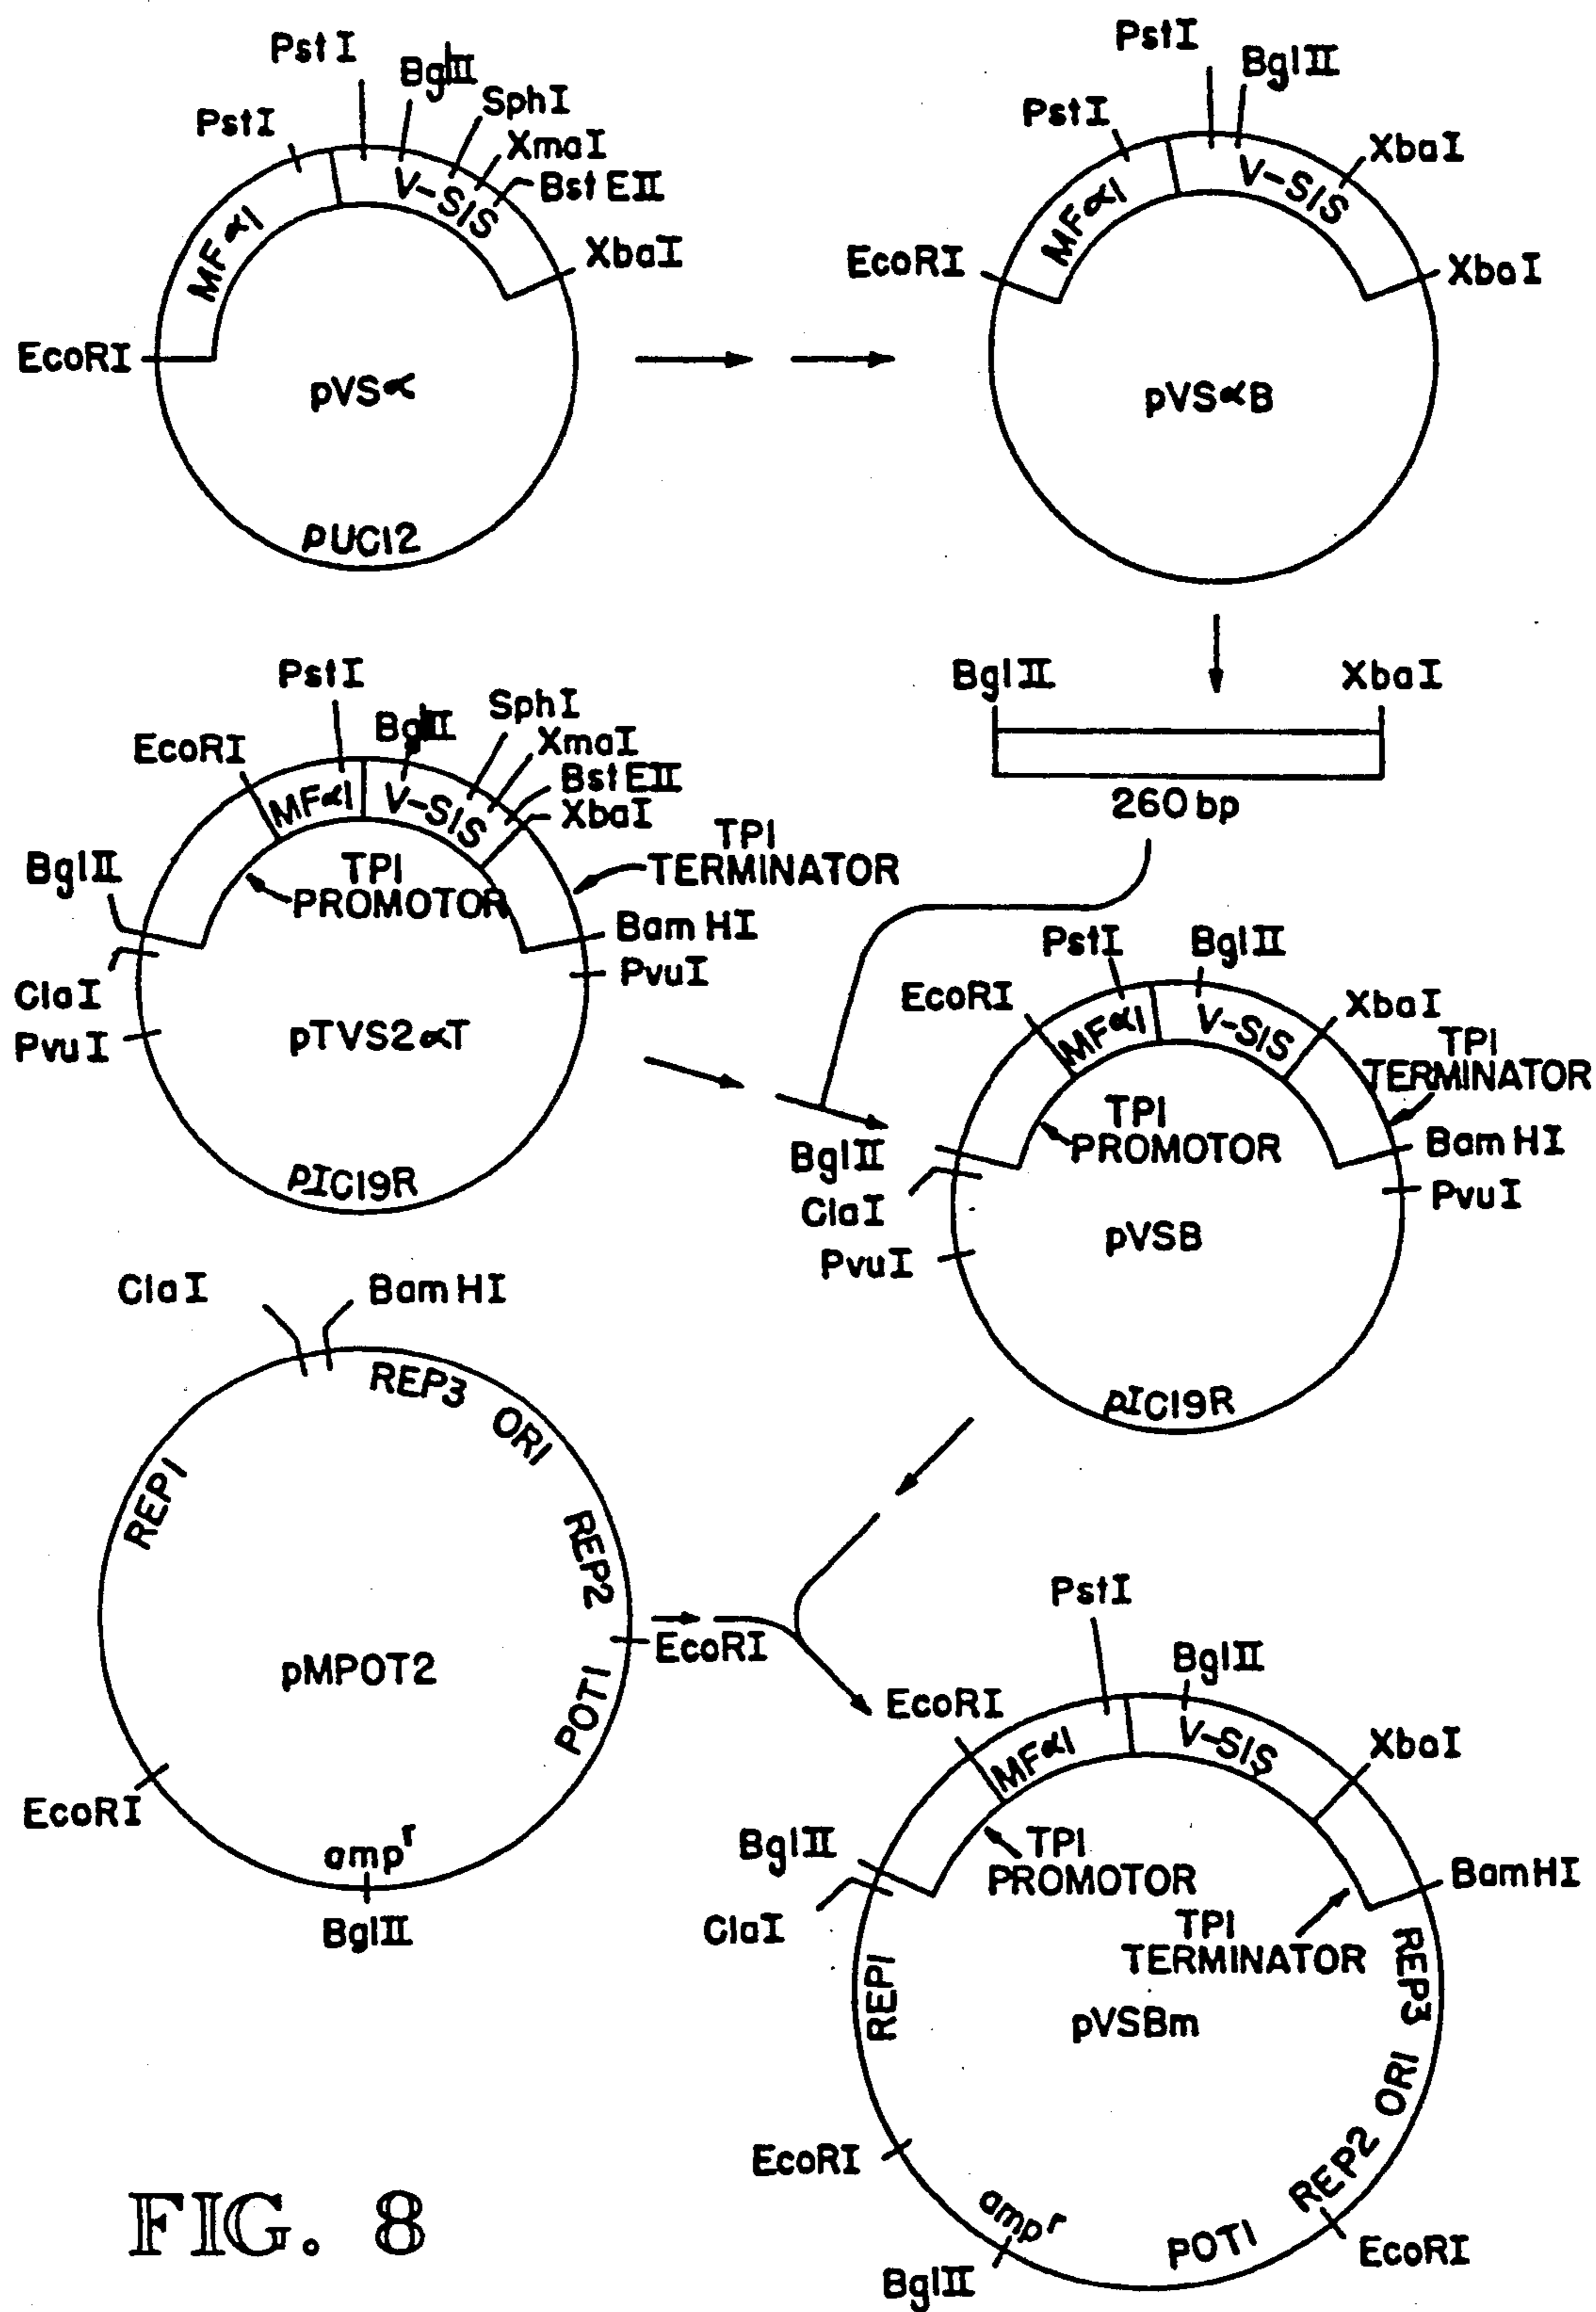 PstI
BglII
PstI
SphI
XmaI
V-SIS
BstEII
MFα1
XbaI
EcoRI
pVSα
pUC12
PstI
BglII
PstI
XbaI
V-SIS
MFα1
EcoRI
XbaI
pVSαB
BglII
XbaI
260bp
PstI
BglII
SphI
EcoRI
XmaI
BstEII
MFα1
V-SIS
XbaI
TPI
TERMINATOR
BglII
TPI
PROMOTOR
BamHI
ClaI
PvuI
PvuI
pTVS2αT
pIC19R
PstI
BglII
EcoRI
XbaI
MFα1
V-SIS
TPI
TERMINATOR
TPI
PROMOTOR
BglII
BamHI
ClaI
PvuI
PvuI
pVSB
pIC19R
ClaI
BamHI
REP3
ORI
REP1
REP2
EcoRI
pMPOT2
POT1
EcoRI
ampr
BglII
PstI
BglII
EcoRI
MFα1
V-SIS
XbaI
BglII
TPI
PROMOTOR
BamHI
ClaI
TPI
TERMINATOR
REP1
REP3
pVSBm
ORI
EcoRI
REP2
ampr
POT1
EcoRI
BglII
FIG. 8